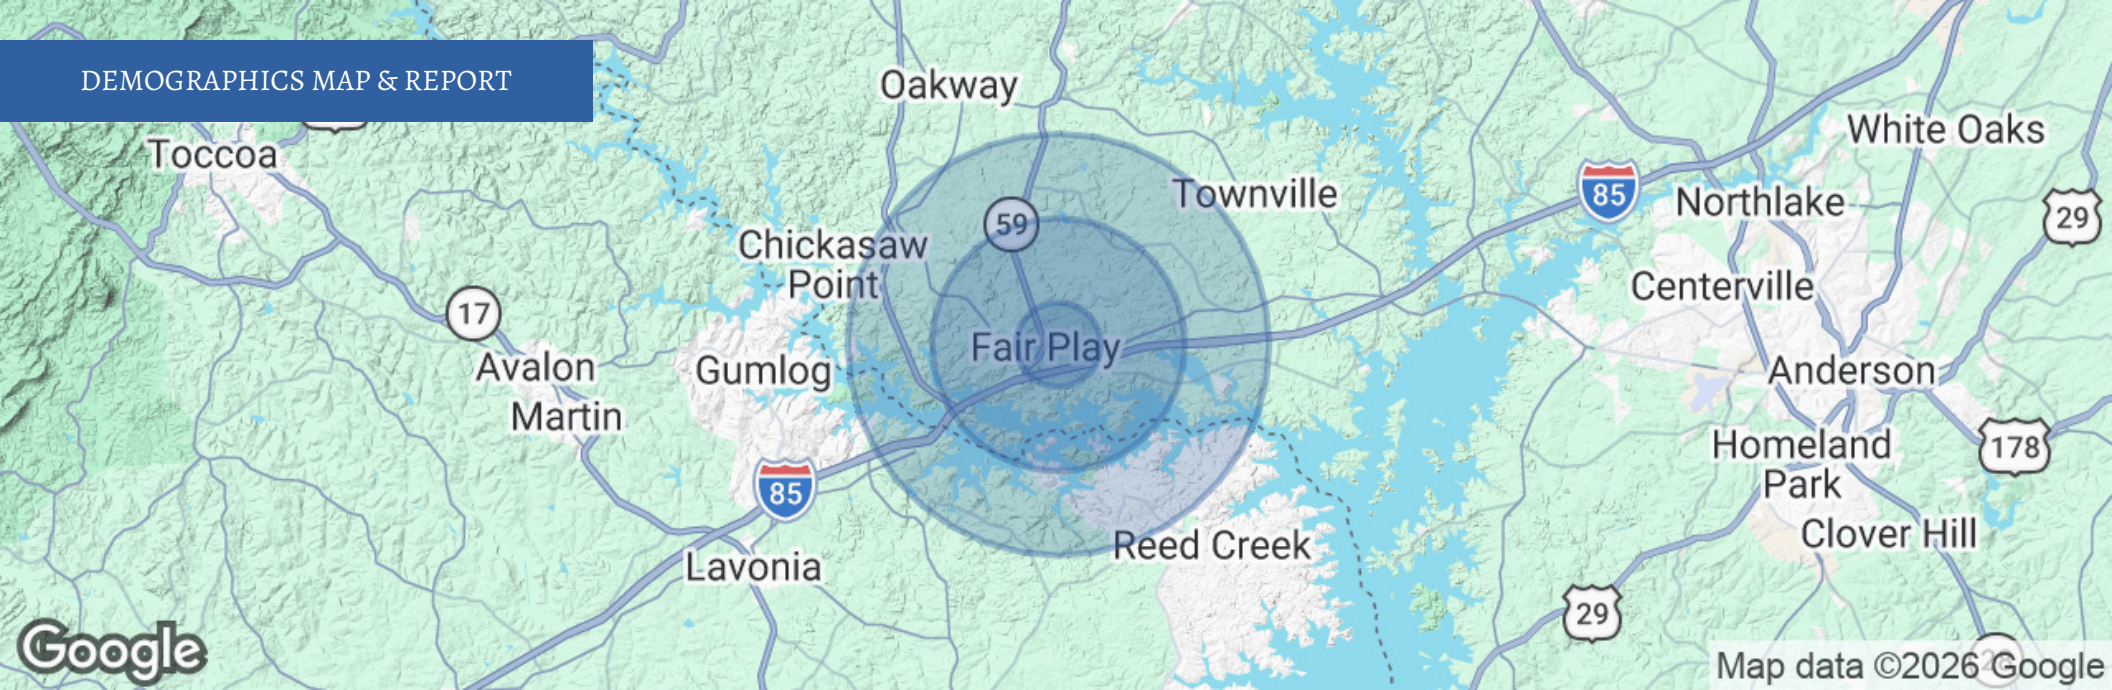 DEMOGRAPHICS MAP & REPORT
Oakway
White Oaks
Toccoa
Townville
85
Northlake
29
59
Chickasaw
Point
Centerville
17
Fair Play
Avalon
Gumlog
Anderson
Martin
Homeland
Park
178
85
Clover Hill
Reed Creek
Lavonia
29
Google
Map data ©2026 Google